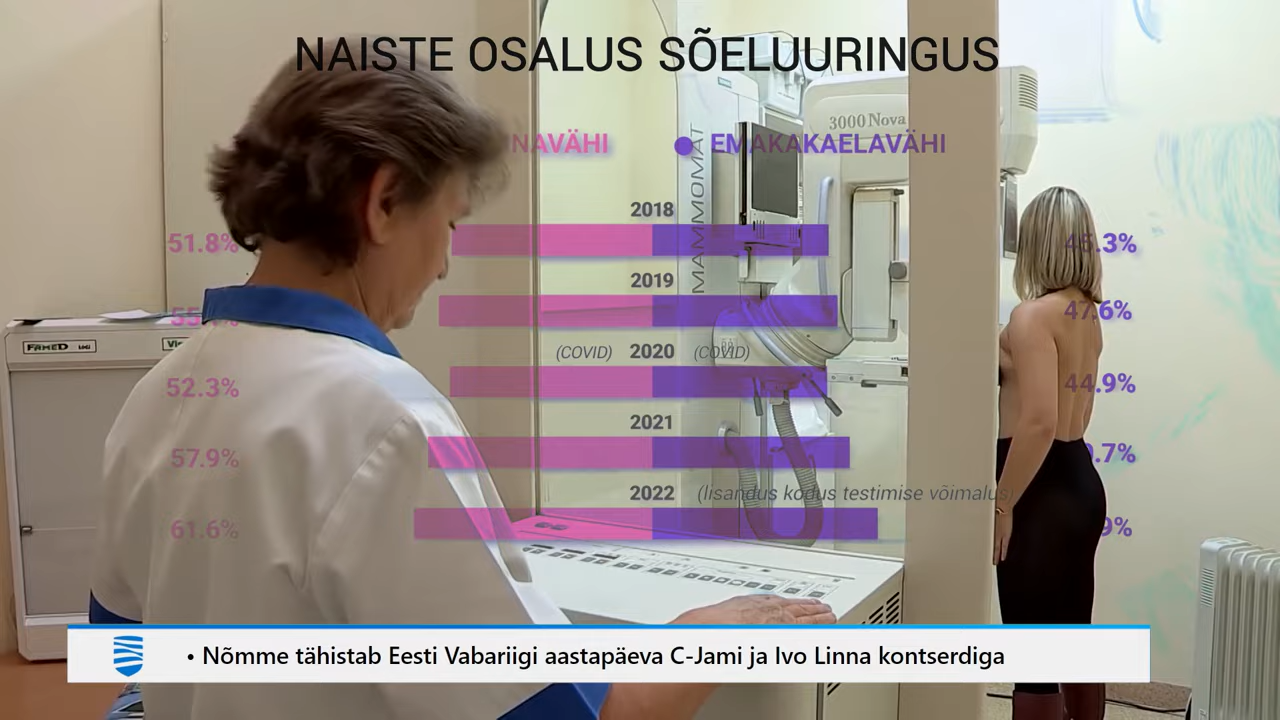 NAISTE OSALUS SÕELUURINGUS
EMAKAKAELAVÄHI
3000 Nova
MAMMOMAT
2018
51.8%
2019
47.6%
(COVID) 2020 (COVID)
52.3%
44.9%
2021
57.9%
2022 (lisandus kodus testimise võimalus)
61.6%
FAMED LOGI
• Nõmme tähistab Eesti Vabariigi aastapäeva C-Jami ja Ivo Linna kontserdiga